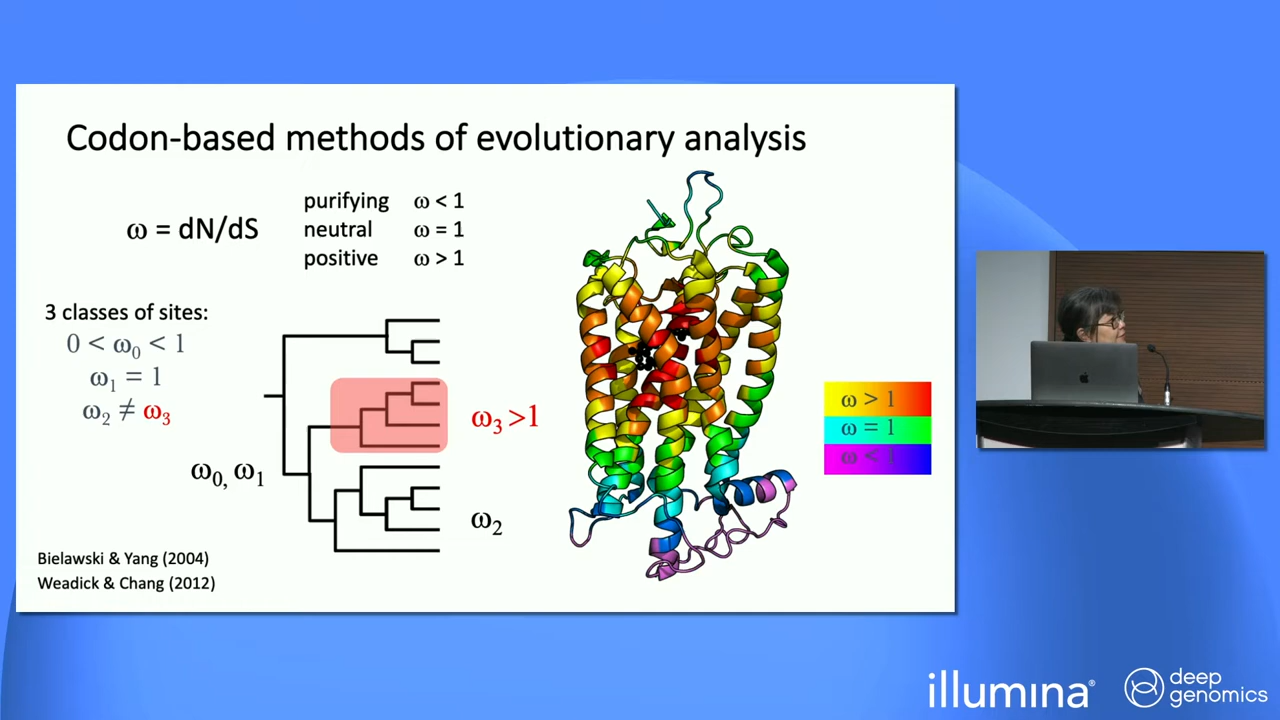 Codon-based methods of evolutionary analysis
ω = dN/dS
purifying ω < 1
neutral ω = 1
positive ω > 1
3 classes of sites:
0 < ω₀ < 1
ω₁ = 1
ω₂ ≠ ω₃
ω₃ >1
ω₀, ω₁
ω₂
Bielawski & Yang (2004)
Weadick & Chang (2012)
ω > 1
ω = 1
ω < 1
illumina®
deep
genomics